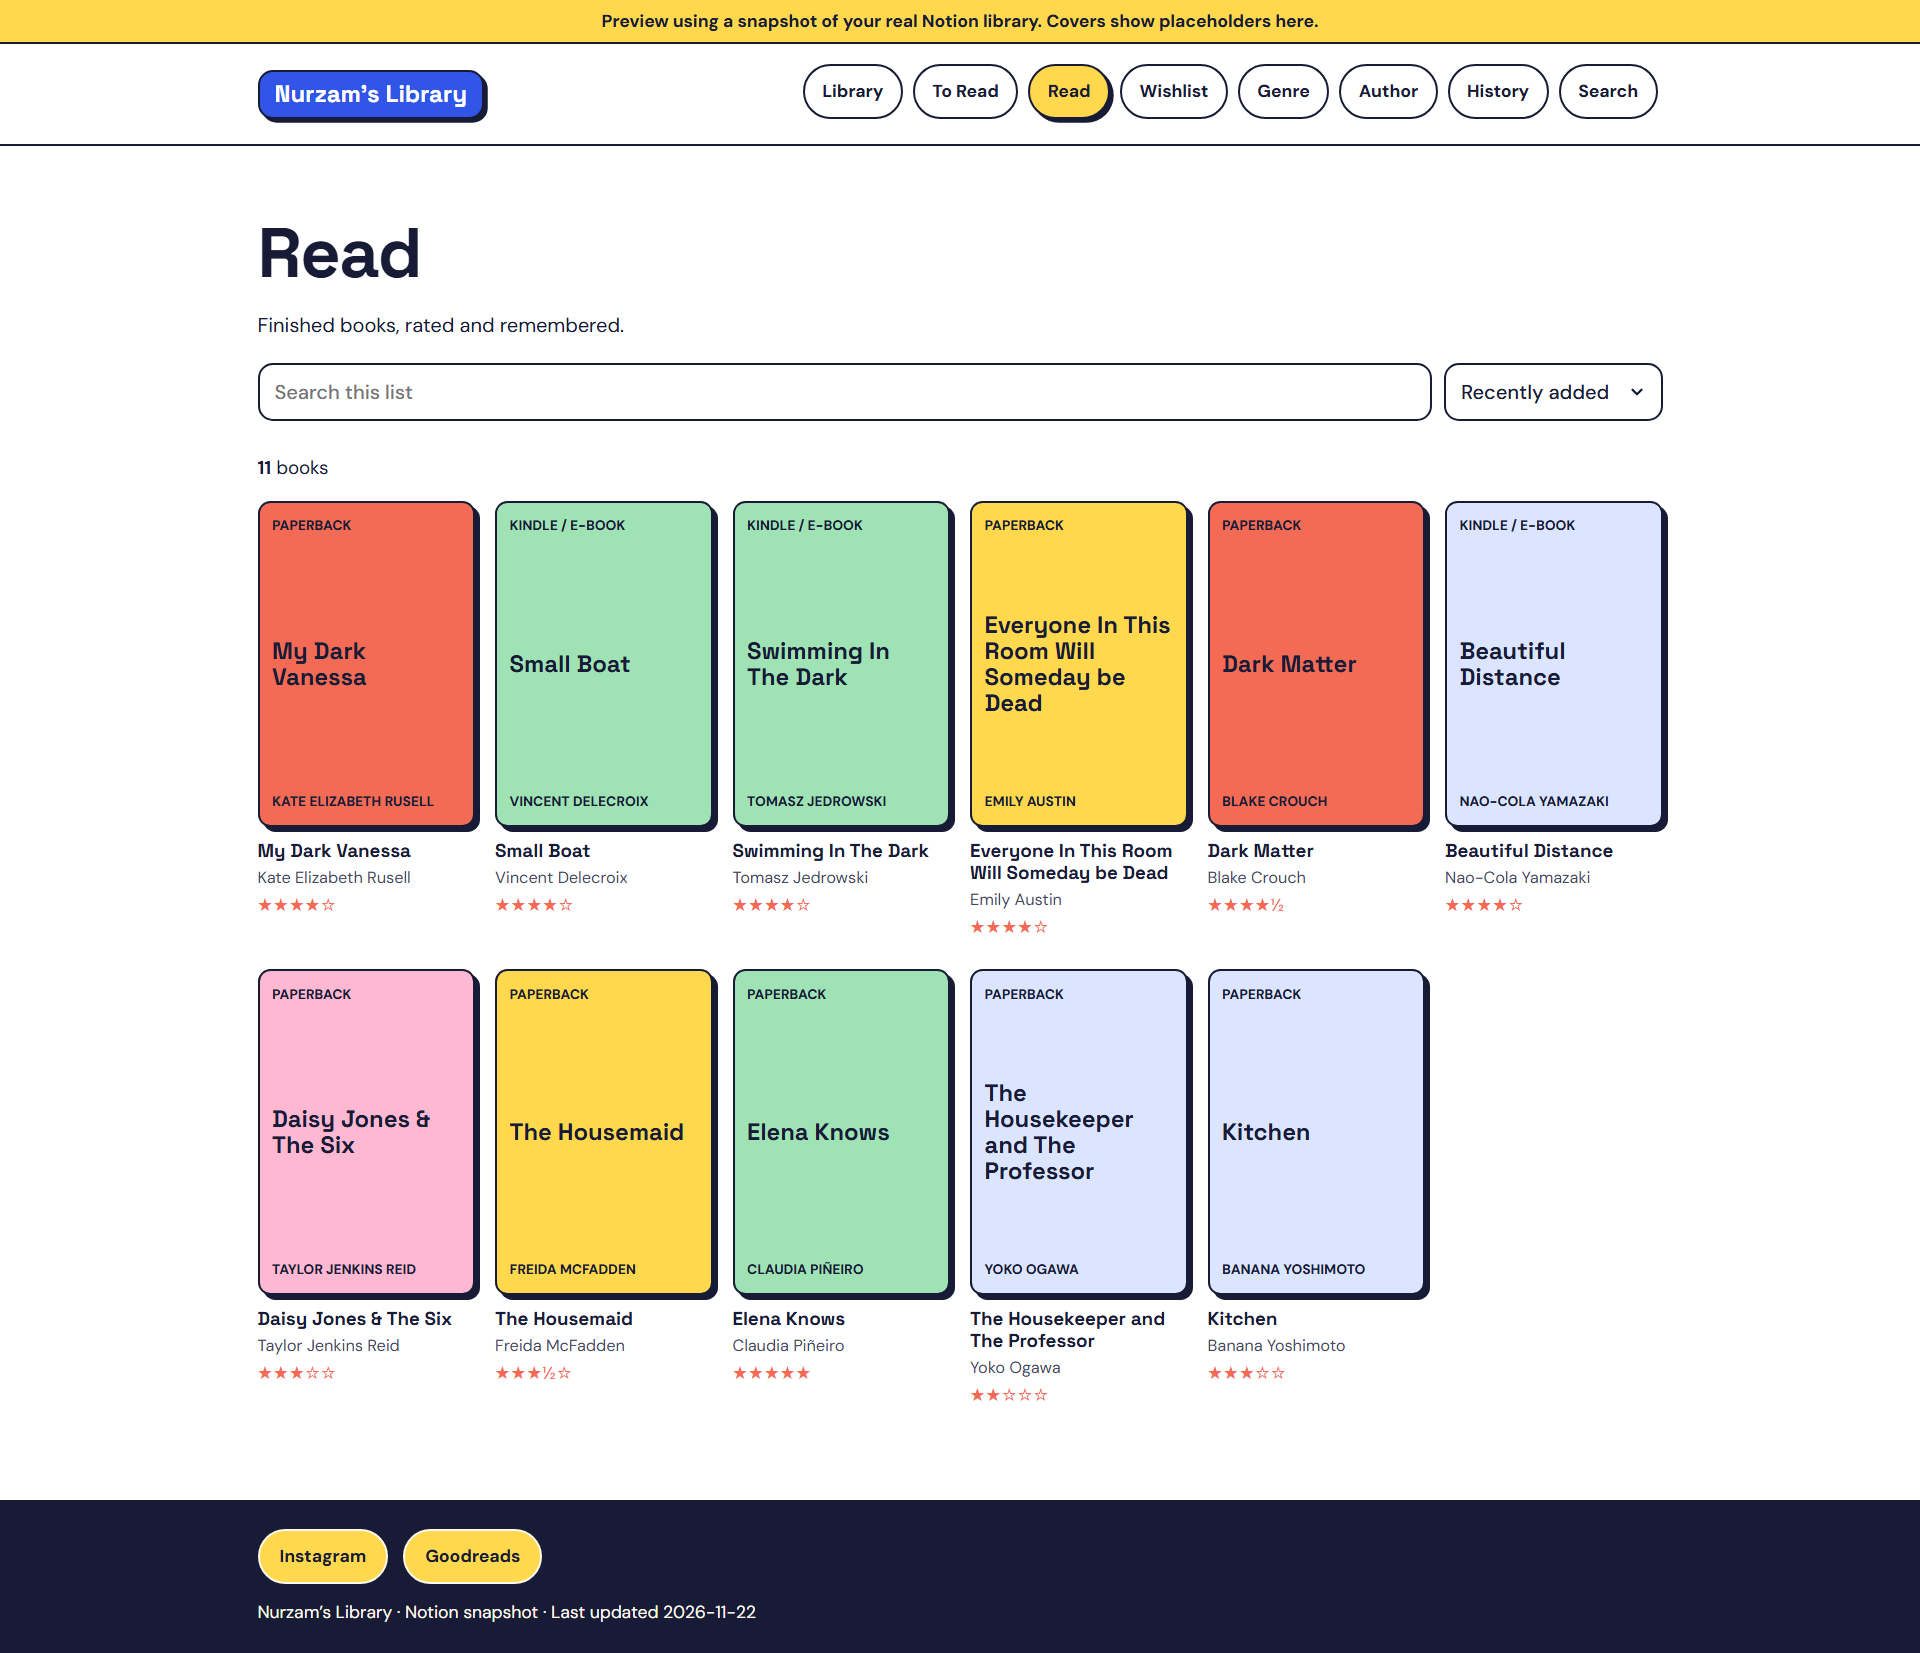 Preview using a snapshot of your real Notion library. Covers show placeholders here.
Nurzam's Library
Library
To Read
Read
Wishlist
Genre
Author
History
Search
Read
Finished books, rated and remembered.
Search this list
Recently added
11 books
PAPERBACK
My Dark
Vanessa
KATE ELIZABETH RUSELL
My Dark Vanessa
Kate Elizabeth Rusell
★★★★☆
KINDLE / E-BOOK
Small Boat
VINCENT DELECROIX
Small Boat
Vincent Delecroix
★★★★☆
KINDLE / E-BOOK
Swimming In
The Dark
TOMASZ JEDROWSKI
Swimming In The Dark
Tomasz Jedrowski
★★★★☆
PAPERBACK
Everyone In This
Room Will
Someday be
Dead
EMILY AUSTIN
Everyone In This Room
Will Someday be Dead
Emily Austin
★★★★☆
PAPERBACK
Dark Matter
BLAKE CROUCH
Dark Matter
Blake Crouch
★★★★½
KINDLE / E-BOOK
Beautiful
Distance
NAO-COLA YAMAZAKI
Beautiful Distance
Nao-Cola Yamazaki
★★★★☆
PAPERBACK
Daisy Jones &
The Six
TAYLOR JENKINS REID
Daisy Jones & The Six
Taylor Jenkins Reid
★★★☆☆
PAPERBACK
The Housemaid
FREIDA MCFADDEN
The Housemaid
Freida McFadden
★★★½☆
PAPERBACK
Elena Knows
CLAUDIA PIÑEIRO
Elena Knows
Claudia Piñeiro
★★★★★
PAPERBACK
The
Housekeeper
and The
Professor
YOKO OGAWA
The Housekeeper and
The Professor
Yoko Ogawa
★★☆☆☆
PAPERBACK
Kitchen
BANANA YOSHIMOTO
Kitchen
Banana Yoshimoto
★★★☆☆
Instagram
Goodreads
Nurzam's Library · Notion snapshot · Last updated 2026-11-22